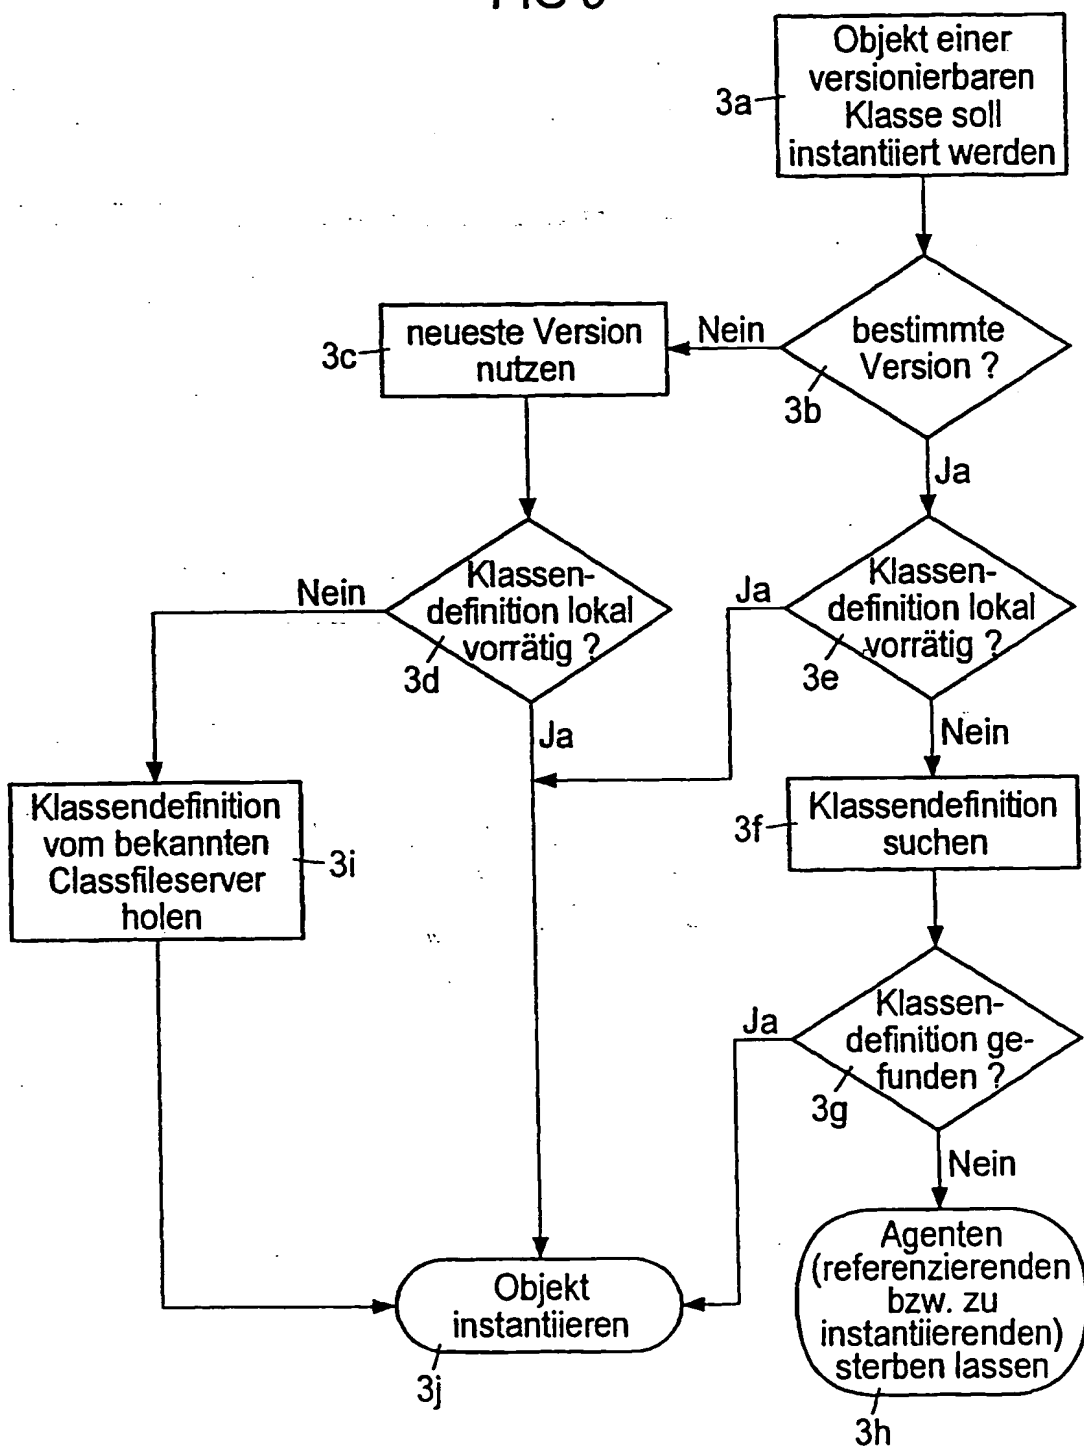 Objekt einer
versionierbaren
Klasse soll
instantiiert werden
3a
bestimmte
Version ?
3b
Nein
Ja
neueste Version
nutzen
3c
Klassen-
definition lokal
vorrätig ?
3d
Nein
Ja
Klassen-
definition lokal
vorrätig ?
3e
Ja
Nein
Klassendefinition
vom bekannten
Classfileserver
holen
3i
Klassendefinition
suchen
3f
Klassen-
definition ge-
funden ?
3g
Ja
Nein
Objekt
instantiieren
3j
Agenten
(referenzierenden
bzw. zu
instantiierenden)
sterben lassen
3h